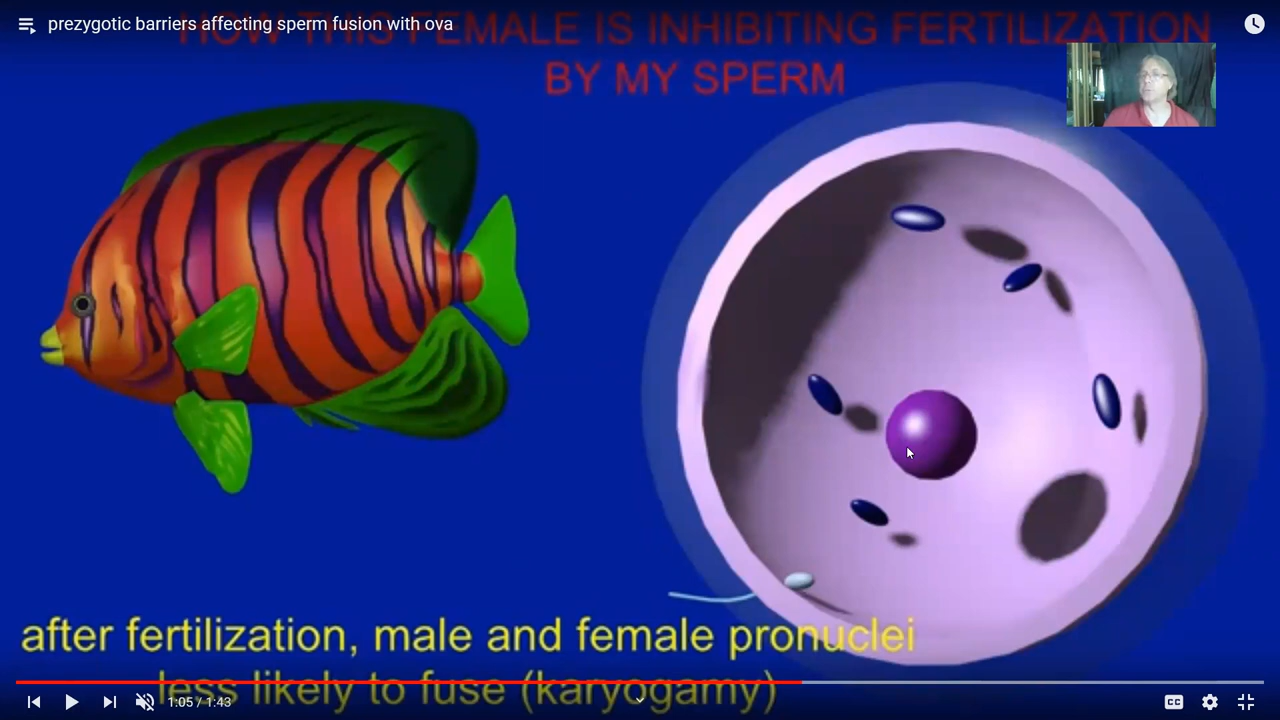 prezygotic barriers affecting sperm fusion with ova
HOW THIS FEMALE IS INHIBITING FERTILIZATION
BY MY SPERM
after fertilization, male and female pronuclei
less likely to fuse (karyogamy)
1:05 / 1:43
CC